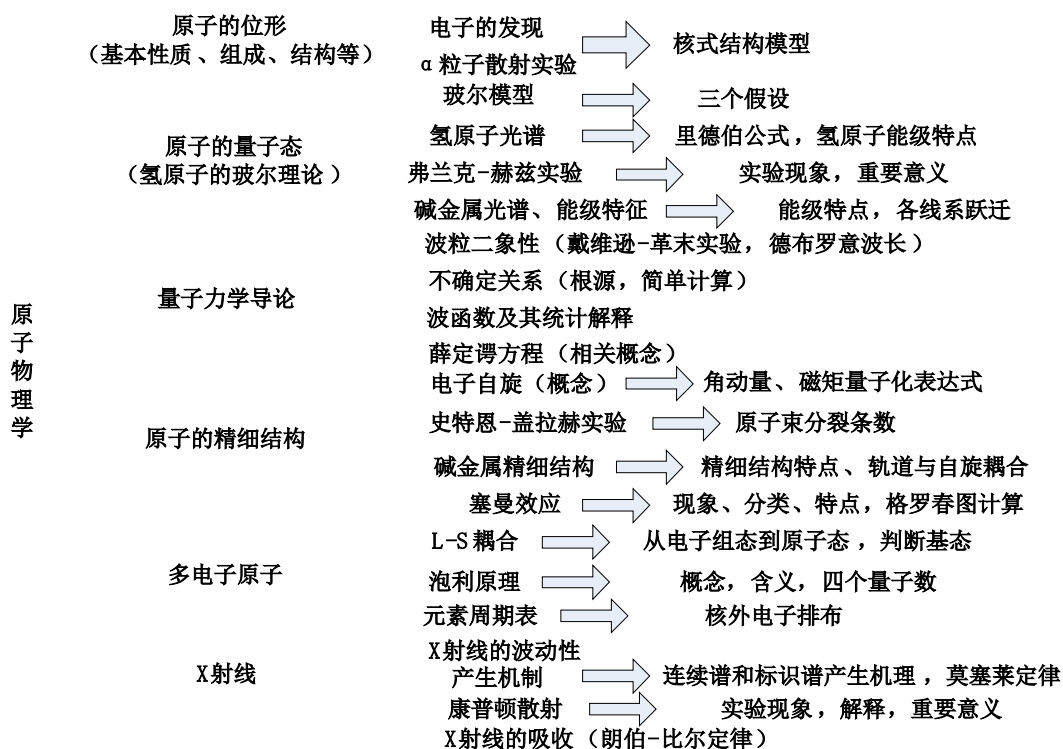 原子物理学
原子的位形
（基本性质、组成、结构等）
电子的发现
α粒子散射实验
核式结构模型
原子的量子态
（氢原子的玻尔理论）
玻尔模型
三个假设
氢原子光谱
里德伯公式，氢原子能级特点
弗兰克-赫兹实验
实验现象，重要意义
碱金属光谱、能级特征
能级特点，各线系跃迁
量子力学导论
波粒二象性（戴维逊-革末实验，德布罗意波长）
不确定关系（根源，简单计算）
波函数及其统计解释
薛定谔方程（相关概念）
原子的精细结构
电子自旋（概念）
角动量、磁矩量子化表达式
史特恩-盖拉赫实验
原子束分裂条数
碱金属精细结构
精细结构特点、轨道与自旋耦合
塞曼效应
现象、分类、特点，格罗春图计算
多电子原子
L-S耦合
从电子组态到原子态，判断基态
泡利原理
概念，含义，四个量子数
元素周期表
核外电子排布
X射线
X射线的波动性
产生机制
连续谱和标识谱产生机理，莫塞莱定律
康普顿散射
实验现象，解释，重要意义
X射线的吸收（朗伯-比尔定律）